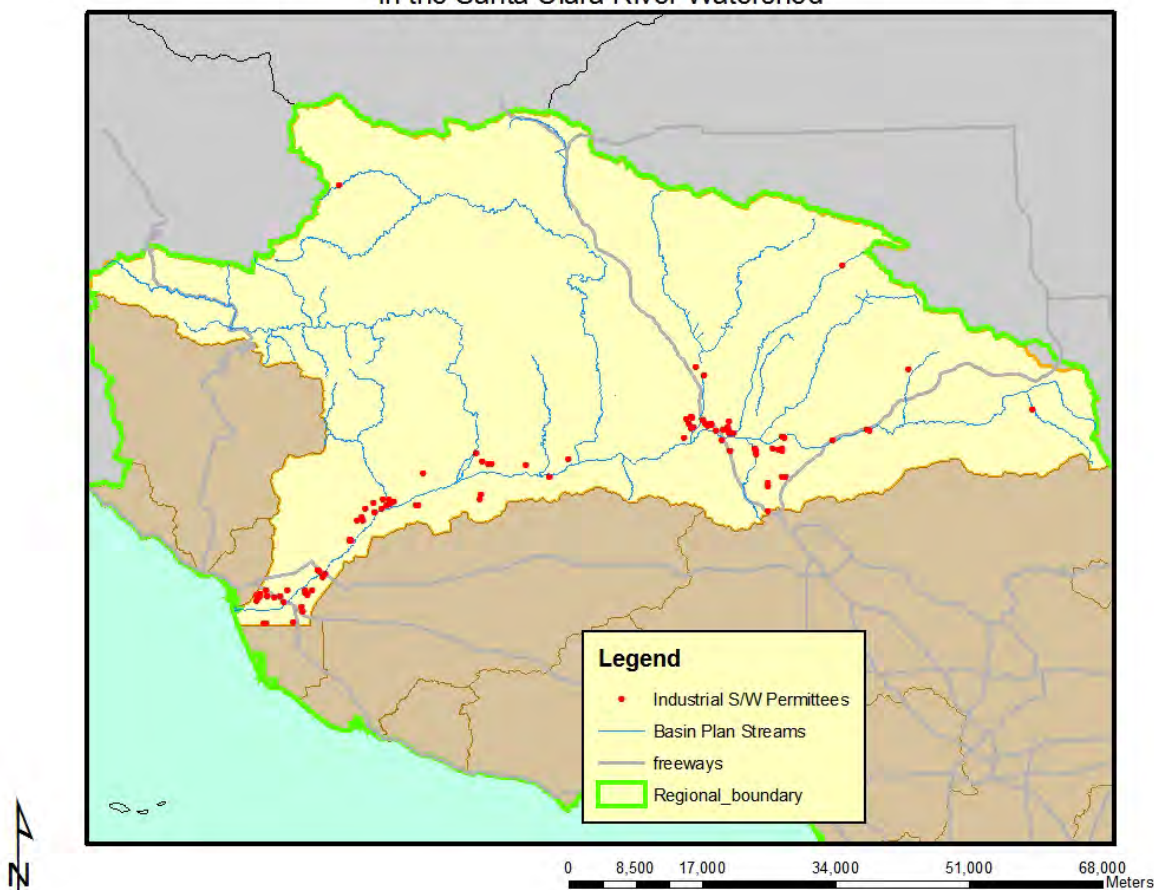 in the Santa Clara River Watershed
Legend
Industrial S/W Permittees
Basin Plan Streams
freeways
Regional_boundary
N
0 8,500 17,000 34,000 51,000 68,000
Meters